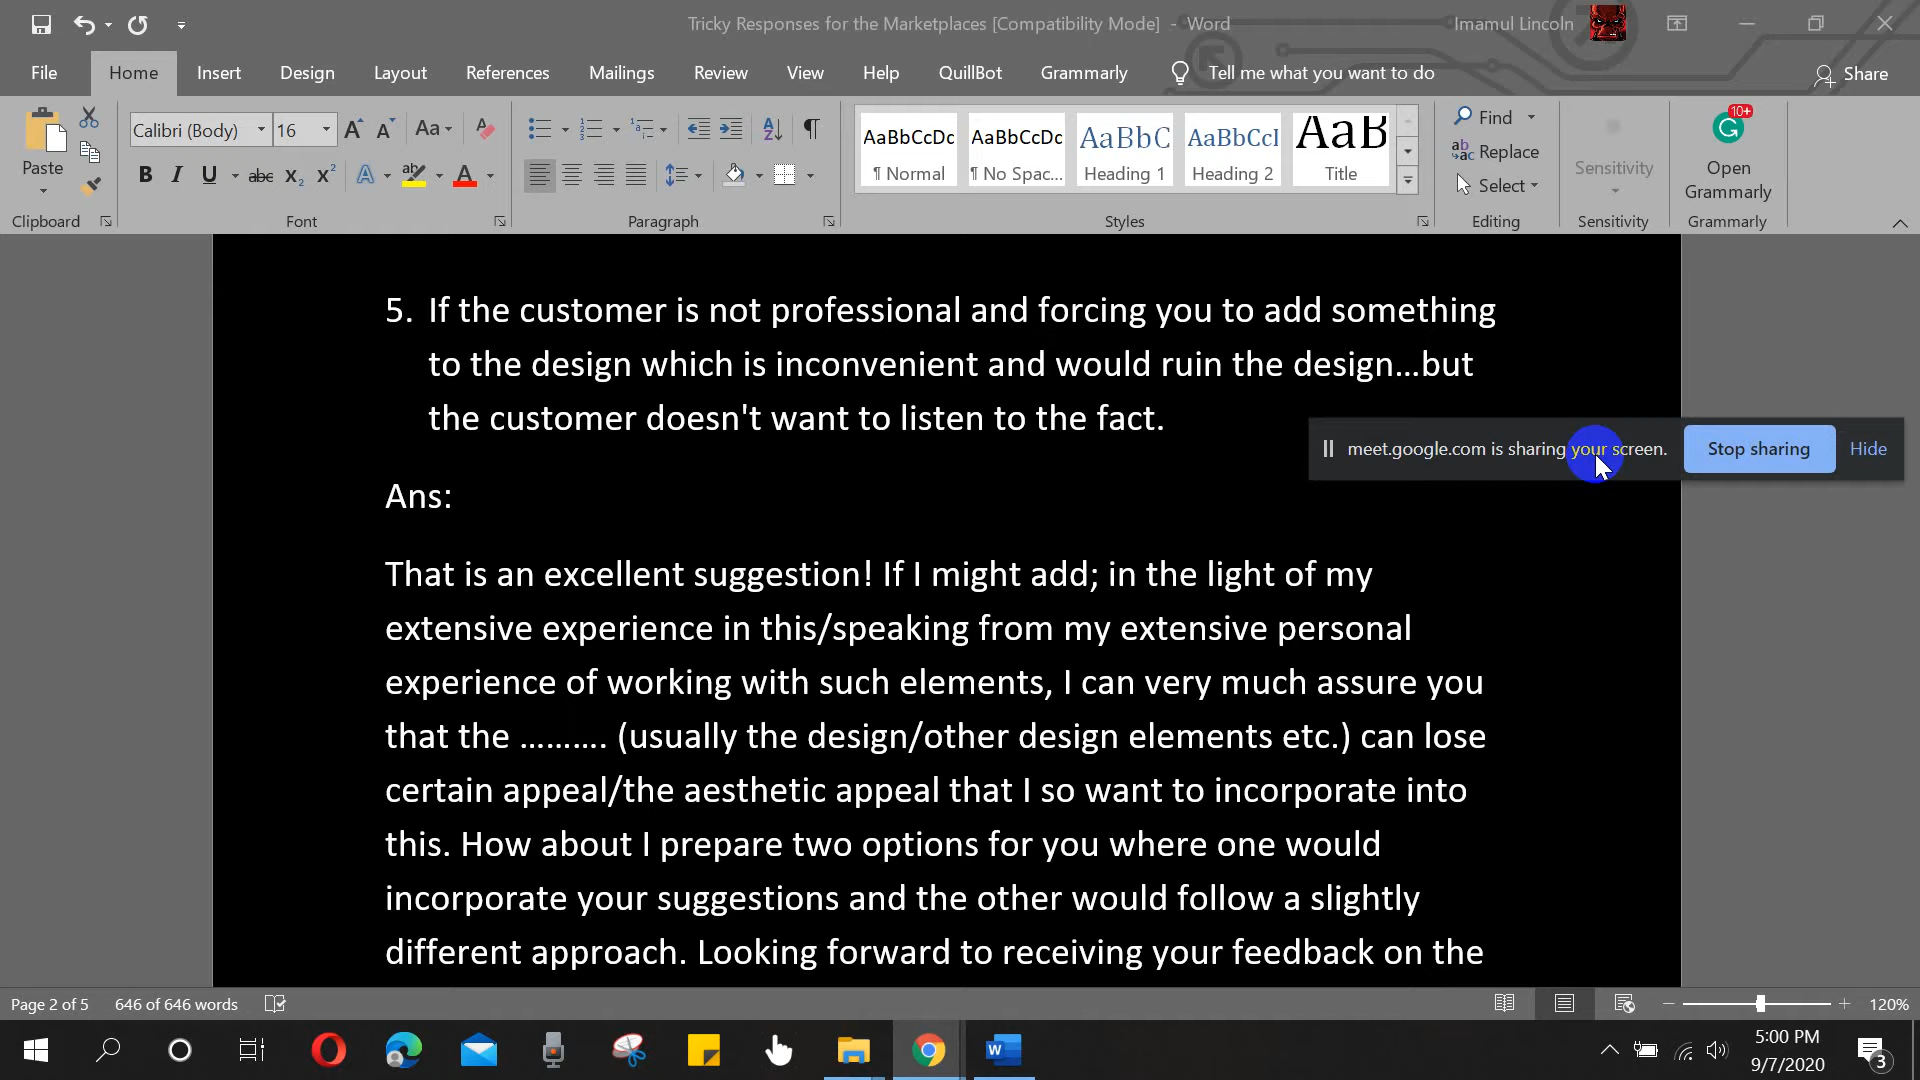 Tricky Responses for the Marketplaces [Compatibility Mode] - Word
Imamul Lincoln
File Home Insert Design Layout References Mailings Review View Help QuillBot Grammarly Tell me what you want to do Share
Paste
Calibri (Body) 16
Aa
B I U abc X₂ X² A ab A
AaBbCcDc AaBbCcDc AaBbC AaBbCcI AaB
¶ Normal ¶ No Spac... Heading 1 Heading 2 Title
Find
Replace
Select
Sensitivity
10+
Open
Grammarly
Clipboard Font Paragraph Styles Editing Sensitivity Grammarly
5. If the customer is not professional and forcing you to add something
to the design which is inconvenient and would ruin the design...but
the customer doesn't want to listen to the fact.
meet.google.com is sharing your screen. Stop sharing Hide
Ans:
That is an excellent suggestion! If I might add; in the light of my
extensive experience in this/speaking from my extensive personal
experience of working with such elements, I can very much assure you
that the ………. (usually the design/other design elements etc.) can lose
certain appeal/the aesthetic appeal that I so want to incorporate into
this. How about I prepare two options for you where one would
incorporate your suggestions and the other would follow a slightly
different approach. Looking forward to receiving your feedback on the
Page 2 of 5 646 of 646 words 120%
5:00 PM
9/7/2020
3